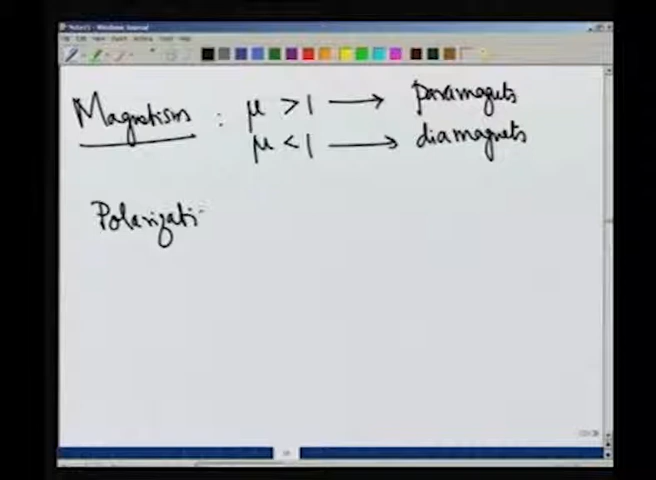 Magnetism : μ > 1 ⟶ paramagnets
μ < 1 ⟶ diamagnets
Polarizati